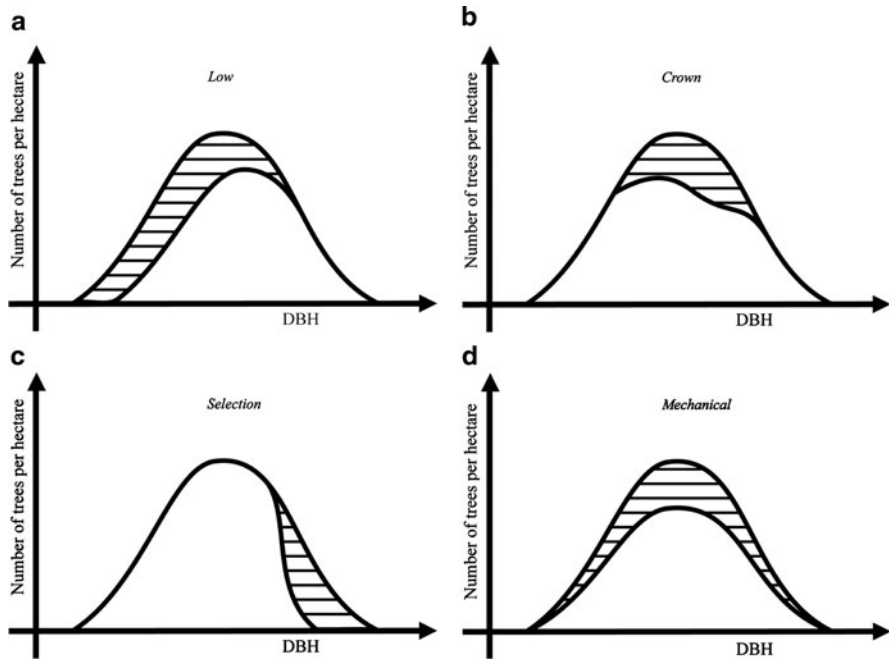 a
Low
Number of trees per hectare
DBH
b
Crown
Number of trees per hectare
DBH
c
Selection
Number of trees per hectare
DBH
d
Mechanical
Number of trees per hectare
DBH